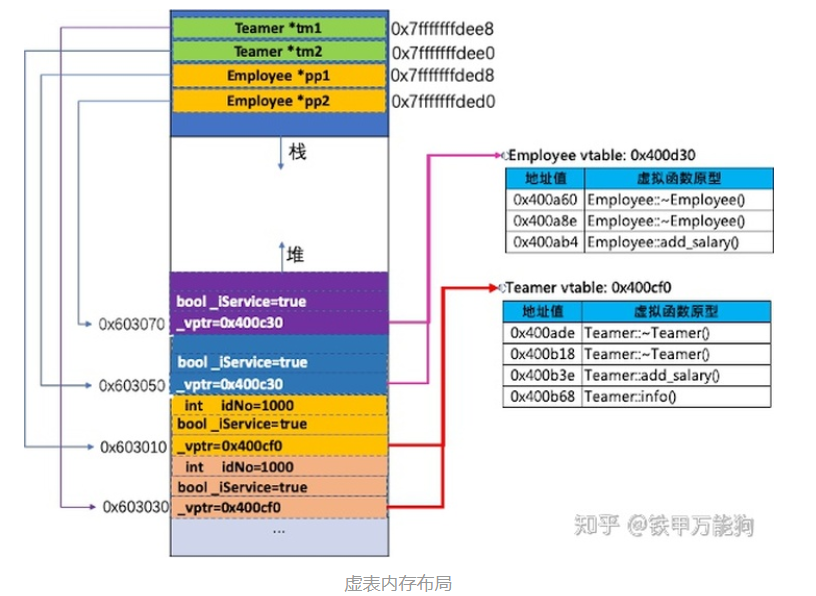 Teamer *tm1 0x7fffffffdee8
Teamer *tm2 0x7fffffffdee0
Employee *pp1 0x7fffffffded8
Employee *pp2 0x7fffffffded0
栈
堆
bool _iService=true
0x603070 _vptr=0x400c30
bool _iService=true
0x603050 _vptr=0x400c30
int idNo=1000
bool _iService=true
0x603010 _vptr=0x400cf0
int idNo=1000
bool _iService=true
0x603030 _vptr=0x400cf0
...
Employee vtable: 0x400d30
地址值 虚拟函数原型
0x400a60 Employee::~Employee()
0x400a8e Employee::~Employee()
0x400ab4 Employee::add_salary()
Teamer vtable: 0x400cf0
地址值 虚拟函数原型
0x400ade Teamer::~Teamer()
0x400b18 Teamer::~Teamer()
0x400b3e Teamer::add_salary()
0x400b68 Teamer::info()
知乎 @铁甲万能狗
虚表内存布局